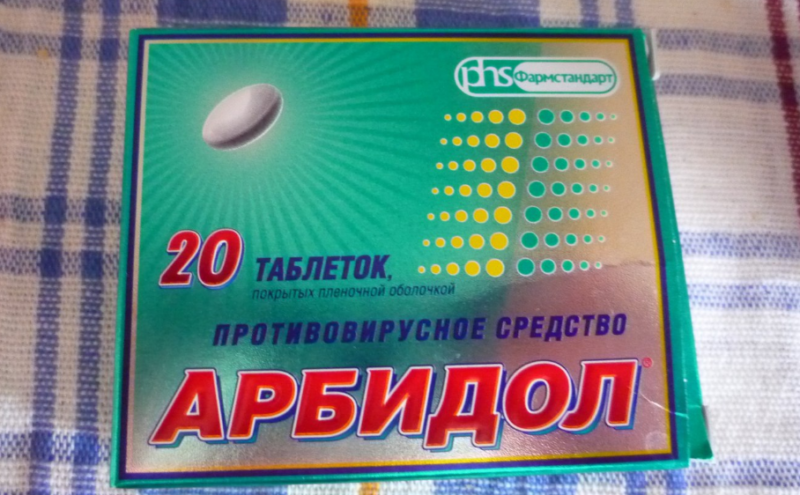 phs Фармстандарт
20 ТАБЛЕТОК,
покрытых пленочной оболочкой
ПРОТИВОВИРУСНОЕ СРЕДСТВО
АРБИДОЛ®